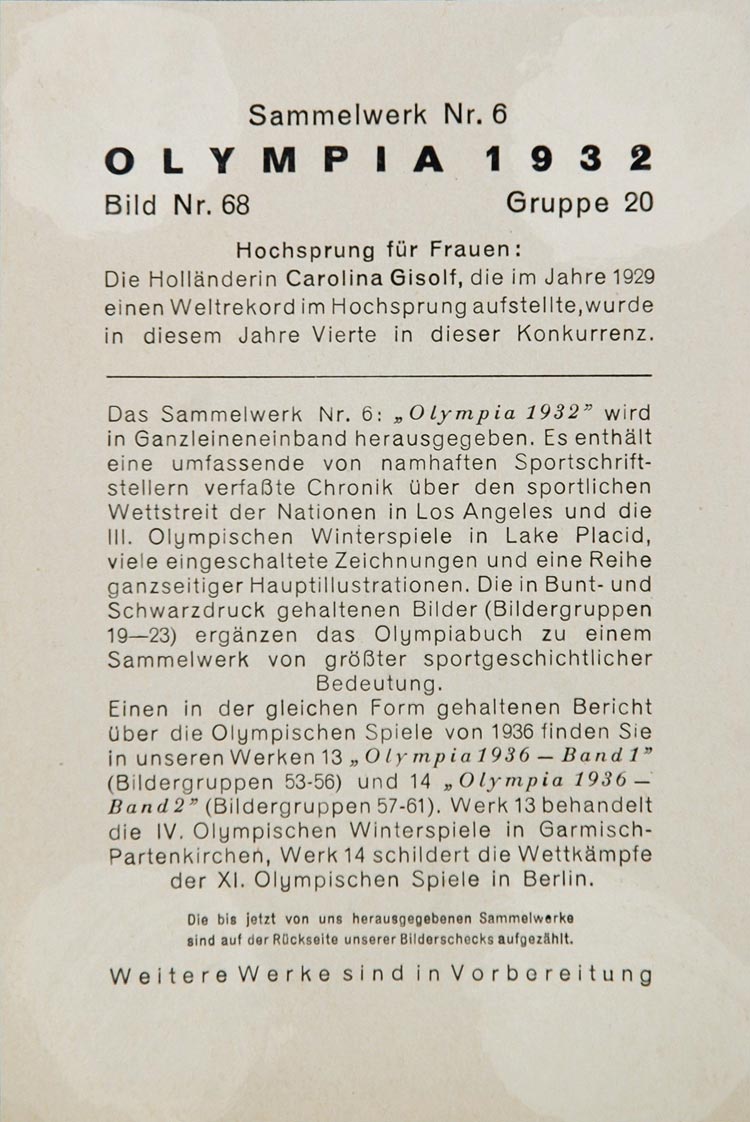 Sammelwerk Nr. 6
OLYMPIA 1932
Bild Nr. 68 Gruppe 20
Hochsprung für Frauen:
Die Holländerin Carolina Gisolf, die im Jahre 1929
einen Weltrekord im Hochsprung aufstellte, wurde
in diesem Jahre Vierte in dieser Konkurrenz.
Das Sammelwerk Nr. 6: „Olympia 1932” wird
in Ganzleineneinband herausgegeben. Es enthält
eine umfassende von namhaften Sportschrift-
stellern verfaßte Chronik über den sportlichen
Wettstreit der Nationen in Los Angeles und die
III. Olympischen Winterspiele in Lake Placid,
viele eingeschaltete Zeichnungen und eine Reihe
ganzseitiger Hauptillustrationen. Die in Bunt- und
Schwarzdruck gehaltenen Bilder (Bildergruppen
19—23) ergänzen das Olympiabuch zu einem
Sammelwerk von größter sportgeschichtlicher
Bedeutung.
Einen in der gleichen Form gehaltenen Bericht
über die Olympischen Spiele von 1936 finden Sie
in unseren Werken 13 „Olympia 1936 — Band 1”
(Bildergruppen 53-56) und 14 „Olympia 1936 —
Band 2” (Bildergruppen 57-61). Werk 13 behandelt
die IV. Olympischen Winterspiele in Garmisch-
Partenkirchen, Werk 14 schildert die Wettkämpfe
der XI. Olympischen Spiele in Berlin.
Die bis jetzt von uns herausgegebenen Sammelwerke
sind auf der Rückseite unserer Bilderschecks aufgezählt.
Weitere Werke sind in Vorbereitung